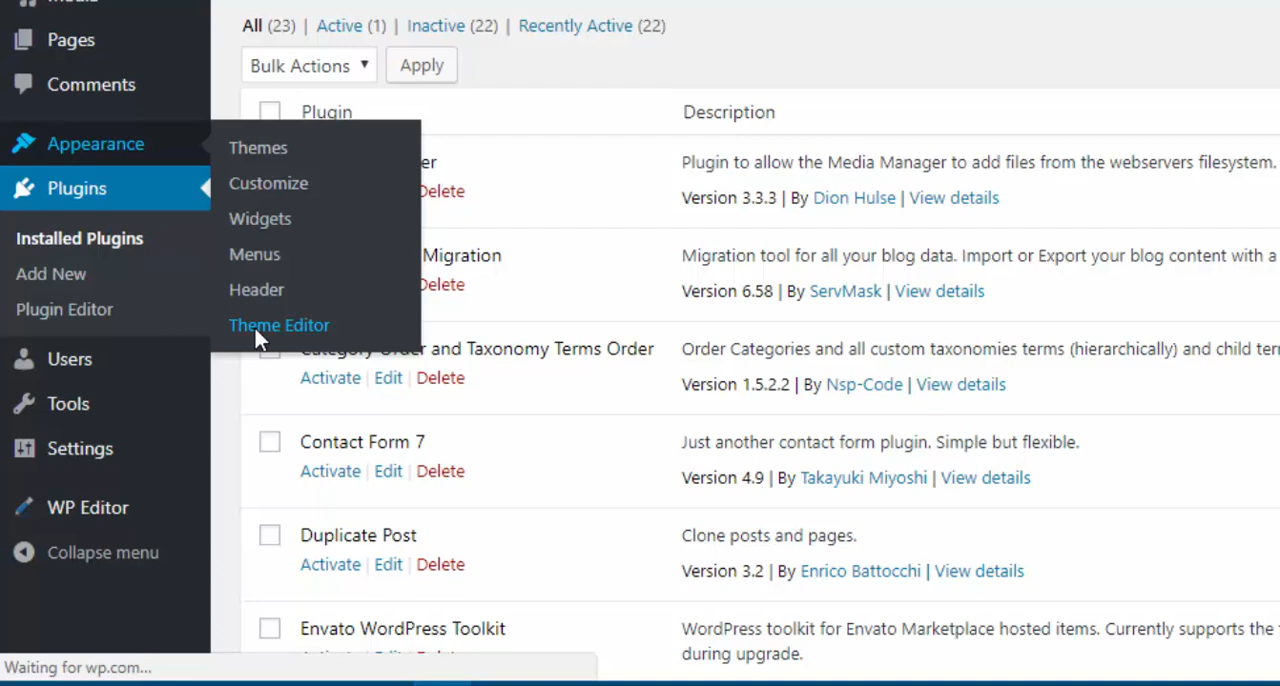 Pages
Comments
Appearance
Plugins
Installed Plugins
Add New
Plugin Editor
Users
Tools
Settings
WP Editor
Collapse menu
Waiting for wp.com...
Themes
Customize
Widgets
Menus
Header
Theme Editor
All (23) | Active (1) | Inactive (22) | Recently Active (22)
Bulk Actions Apply
Plugin Description
er Plugin to allow the Media Manager to add files from the webservers filesystem.
Delete Version 3.3.3 | By Dion Hulse | View details
Migration Migration tool for all your blog data. Import or Export your blog content with a
Delete Version 6.58 | By ServMask | View details
Category Order and Taxonomy Terms Order Order Categories and all custom taxonomies terms (hierarchically) and child
Activate | Edit | Delete Version 1.5.2.2 | By Nsp-Code | View details
Contact Form 7 Just another contact form plugin. Simple but flexible.
Activate | Edit | Delete Version 4.9 | By Takayuki Miyoshi | View details
Duplicate Post Clone posts and pages.
Activate | Edit | Delete Version 3.2 | By Enrico Battocchi | View details
Envato WordPress Toolkit WordPress toolkit for Envato Marketplace hosted items. Currently supports the
during upgrade.